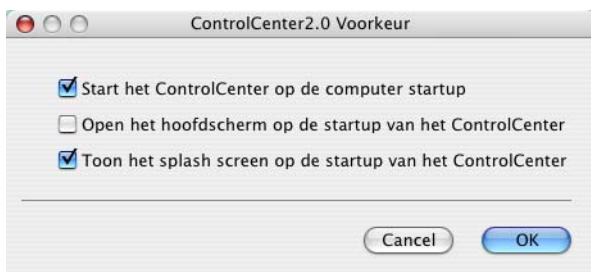 ControlCenter2.0 Voorkeur
Start het ControlCenter op de computer startup
Open het hoofdscherm op de startup van het ControlCenter
Toon het splash screen op de startup van het ControlCenter
Cancel
OK